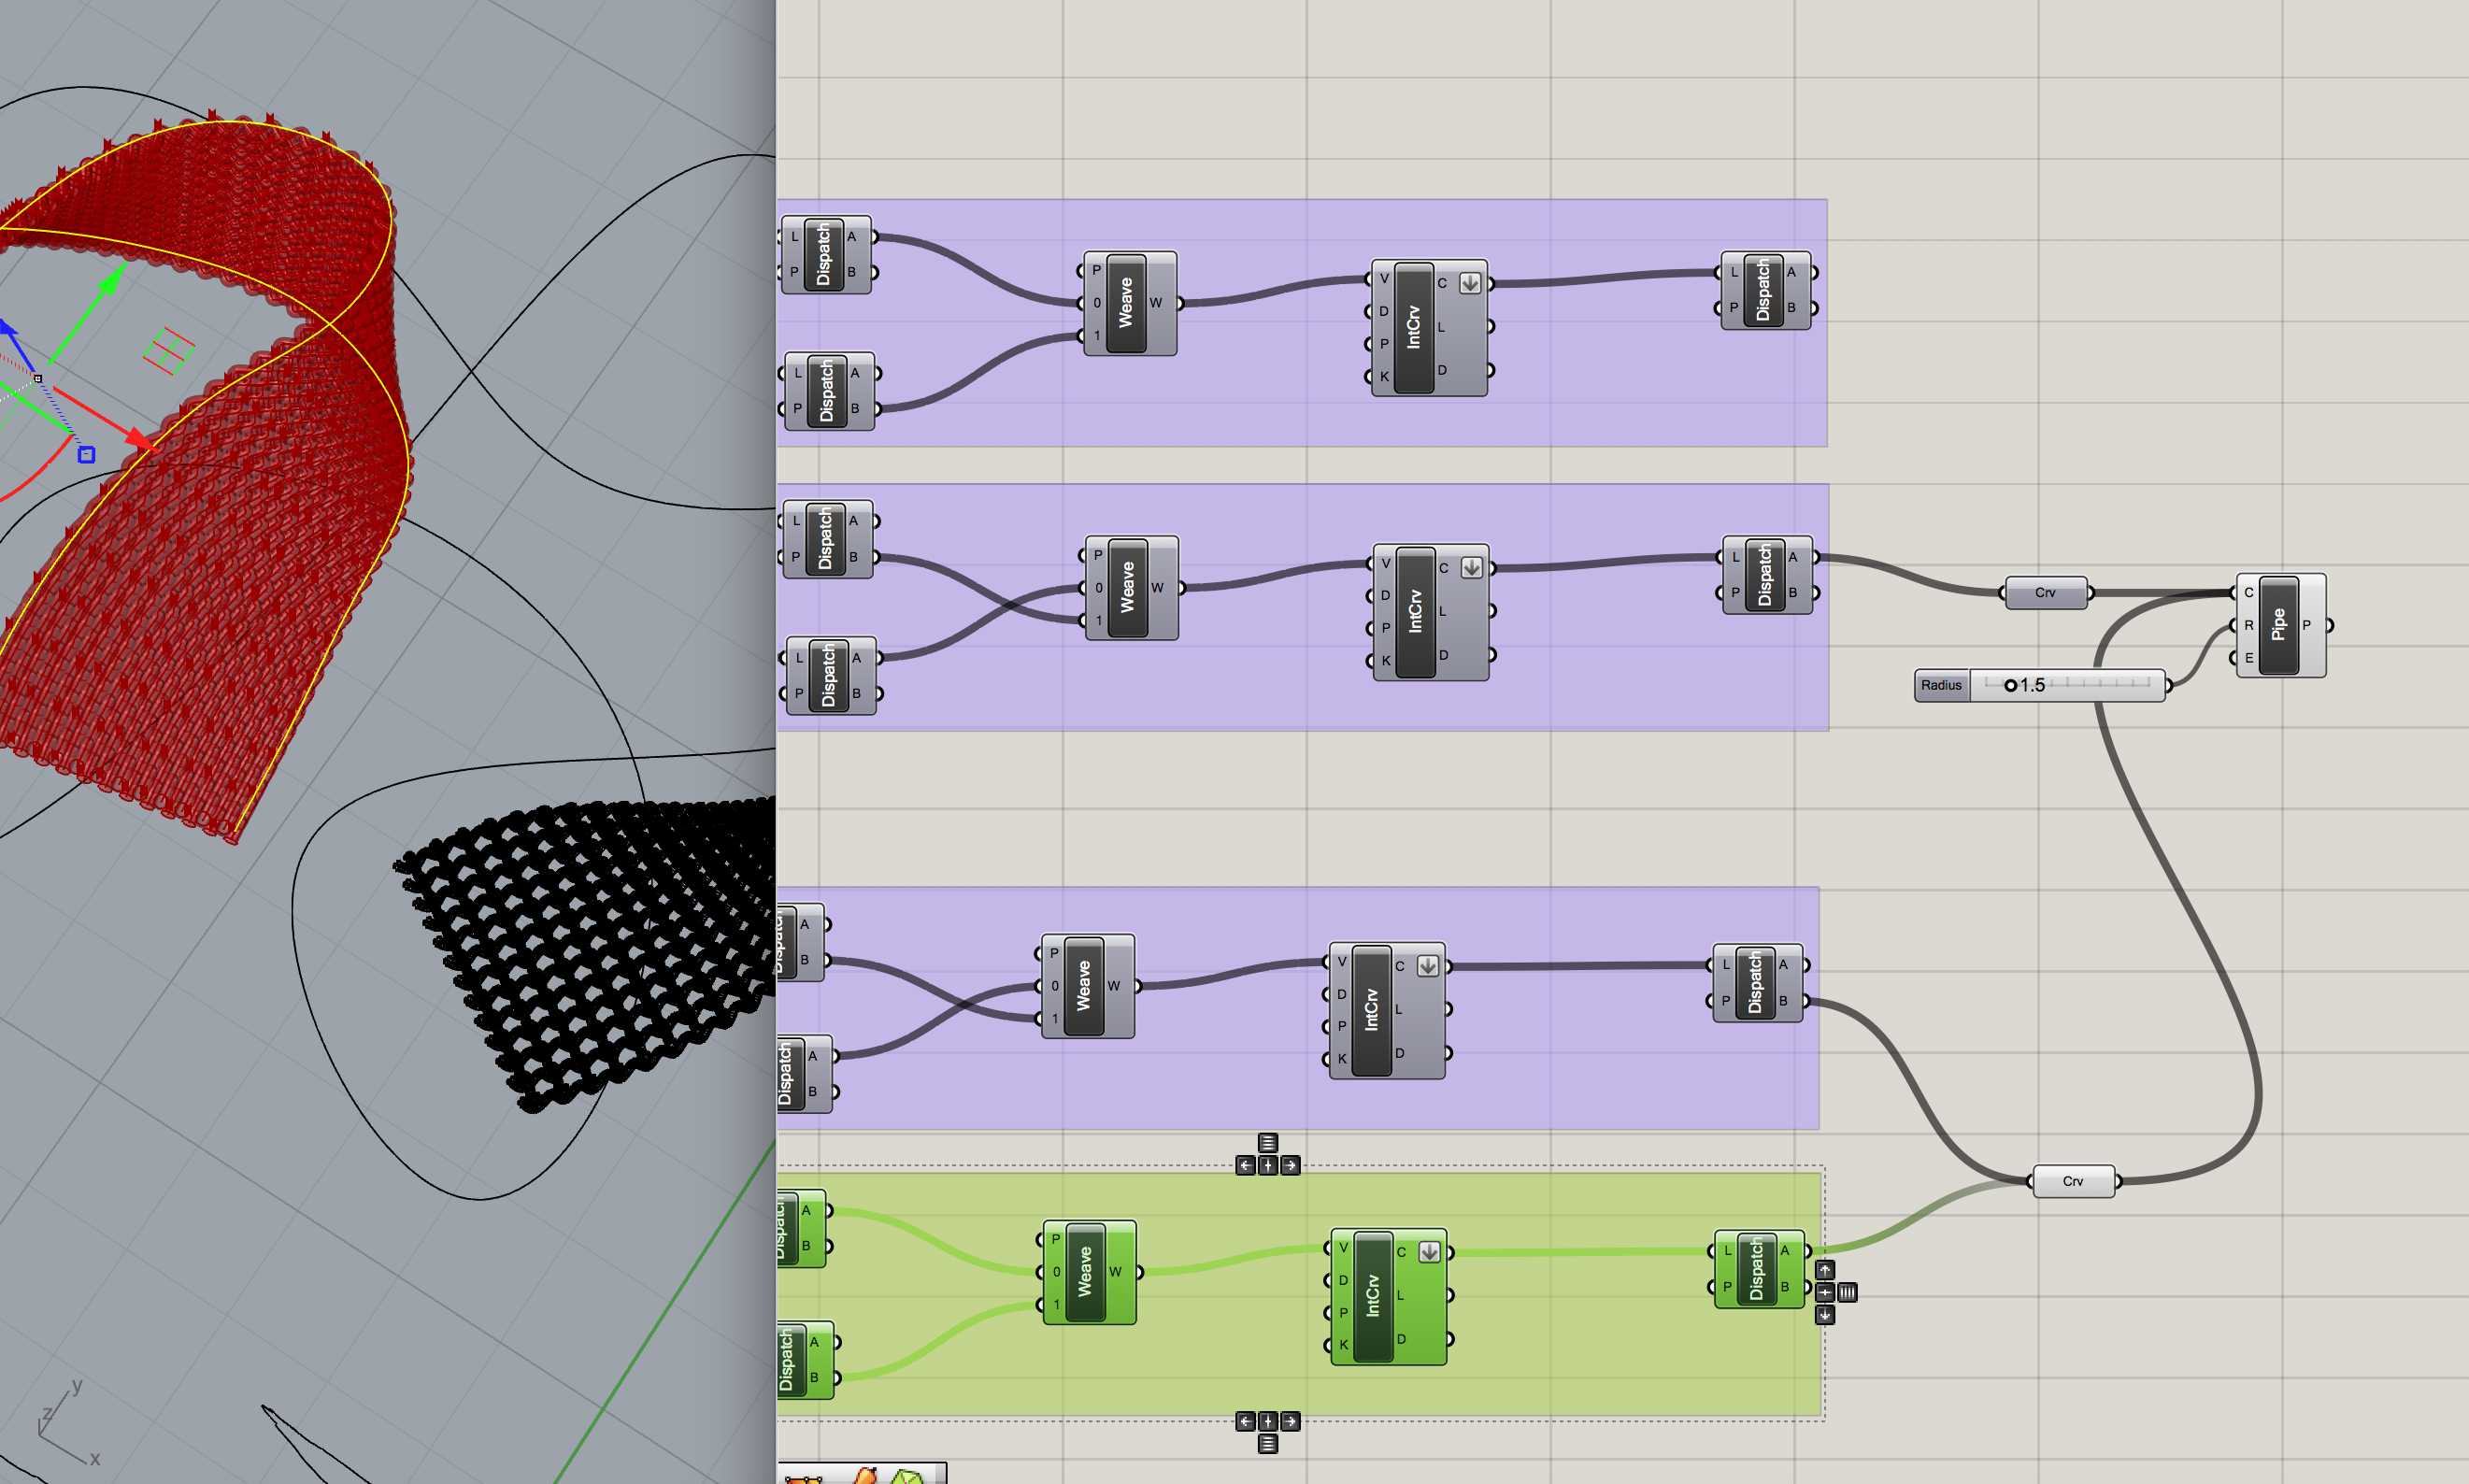 L Dispatch A
P B
P Weave
0 W
1
V IntCrv C
D L
P D
K
L Dispatch A
P B
L Dispatch A
P B
L Dispatch A
P B
P Weave
0 W
1
V IntCrv C
D L
P D
K
L Dispatch A
P B
Crv
C Pipe
R P
E
L Dispatch A
P B
Radius 1.5
Dispatch A
B
P Weave
0 W
1
V IntCrv C
D L
P D
K
L Dispatch A
P B
Dispatch A
B
Crv
Dispatch A
B
P Weave
0 W
1
V IntCrv C
D L
P D
K
L Dispatch A
P B
Dispatch A
B
y
z
x